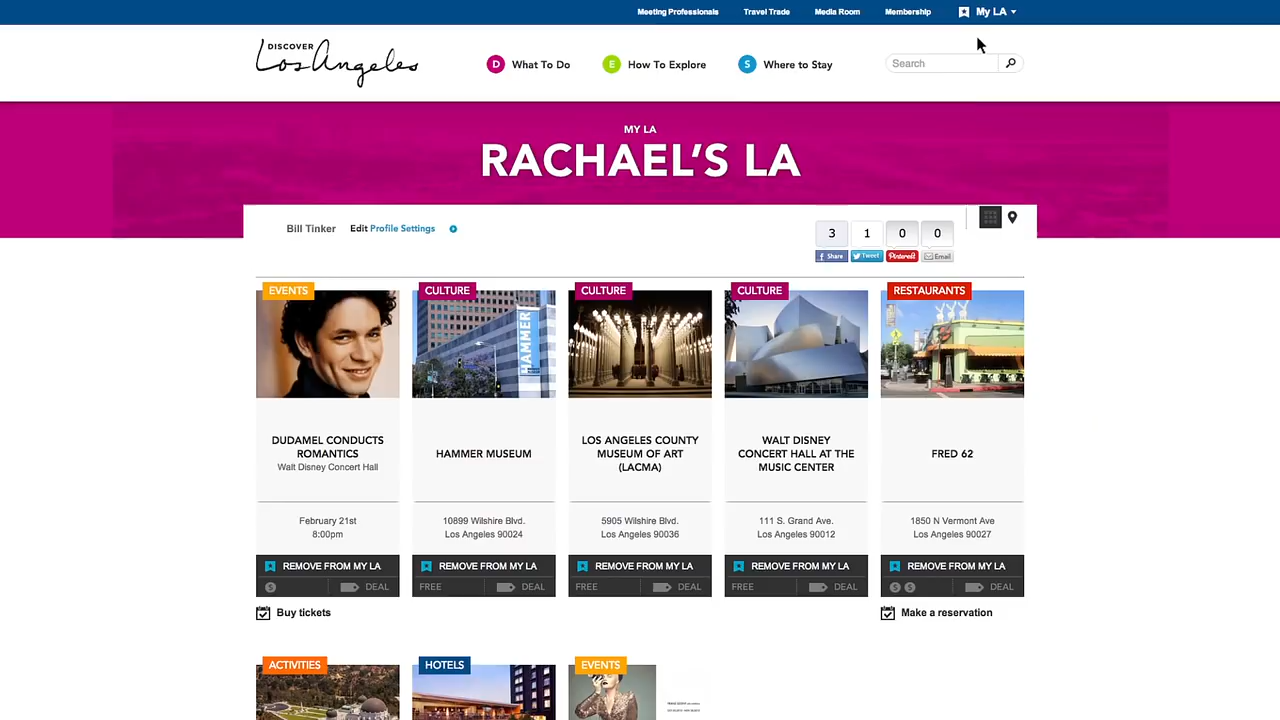 Meeting Professionals Travel Trade Media Room Membership My LA
DISCOVER
Los Angeles
D What To Do E How To Explore S Where to Stay Search
MY LA
RACHAEL'S LA
Bill Tinker Edit Profile Settings
3 1 0 0
Share Tweet Pinterest Email
EVENTS CULTURE CULTURE CULTURE RESTAURANTS
HAMMER
MUSEUM
DUDAMEL CONDUCTS
ROMANTICS
Walt Disney Concert Hall
HAMMER MUSEUM
LOS ANGELES COUNTY
MUSEUM OF ART
(LACMA)
WALT DISNEY
CONCERT HALL AT THE
MUSIC CENTER
FRED 62
February 21st
8:00pm
10899 Wilshire Blvd.
Los Angeles 90024
5905 Wilshire Blvd.
Los Angeles 90036
111 S. Grand Ave.
Los Angeles 90012
1850 N Vermont Ave
Los Angeles 90027
REMOVE FROM MY LA REMOVE FROM MY LA REMOVE FROM MY LA REMOVE FROM MY LA REMOVE FROM MY LA
$ DEAL FREE DEAL FREE DEAL FREE DEAL $ $ DEAL
Buy tickets Make a reservation
ACTIVITIES HOTELS EVENTS